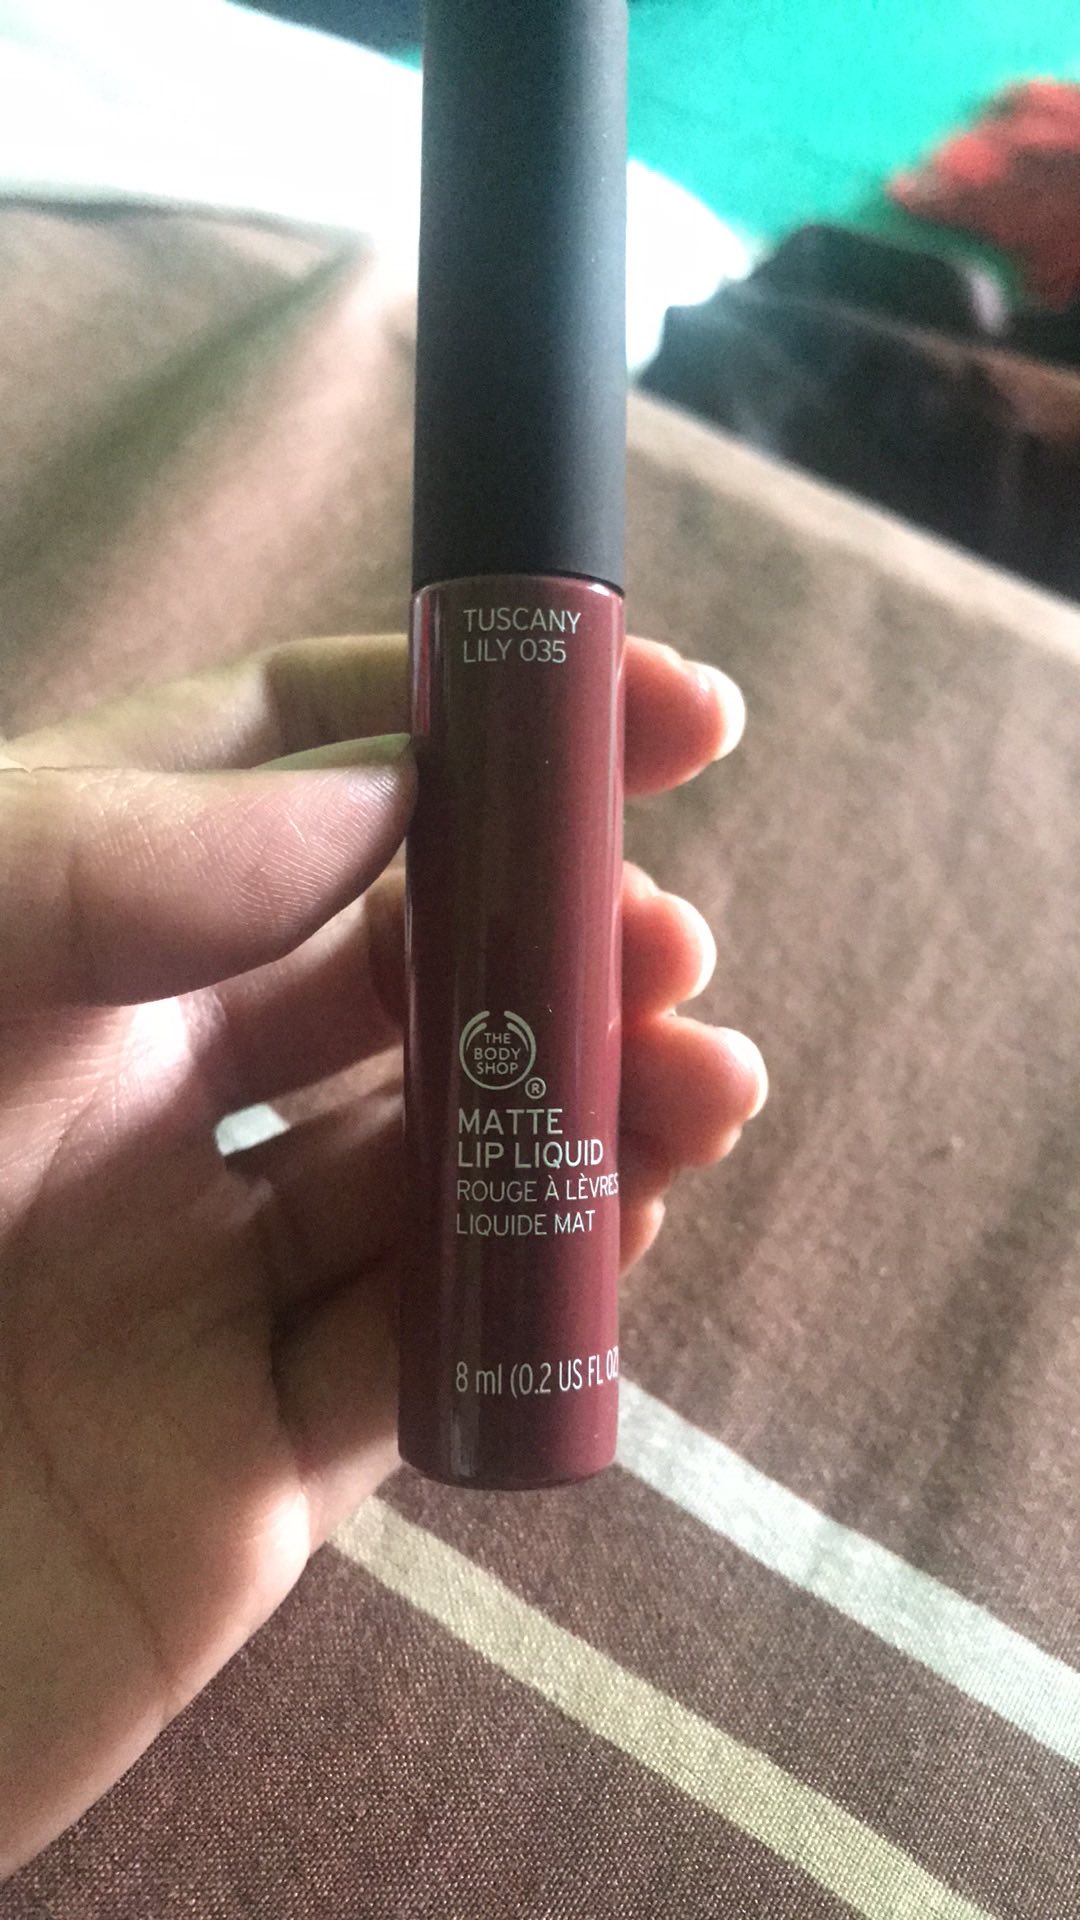 TUSCANY
LILY 035
THE
BODY
SHOP
®
MATTE
LIP LIQUID
ROUGE À LÈVRES
LIQUIDE MAT
8 ml (0.2 US FL OZ)